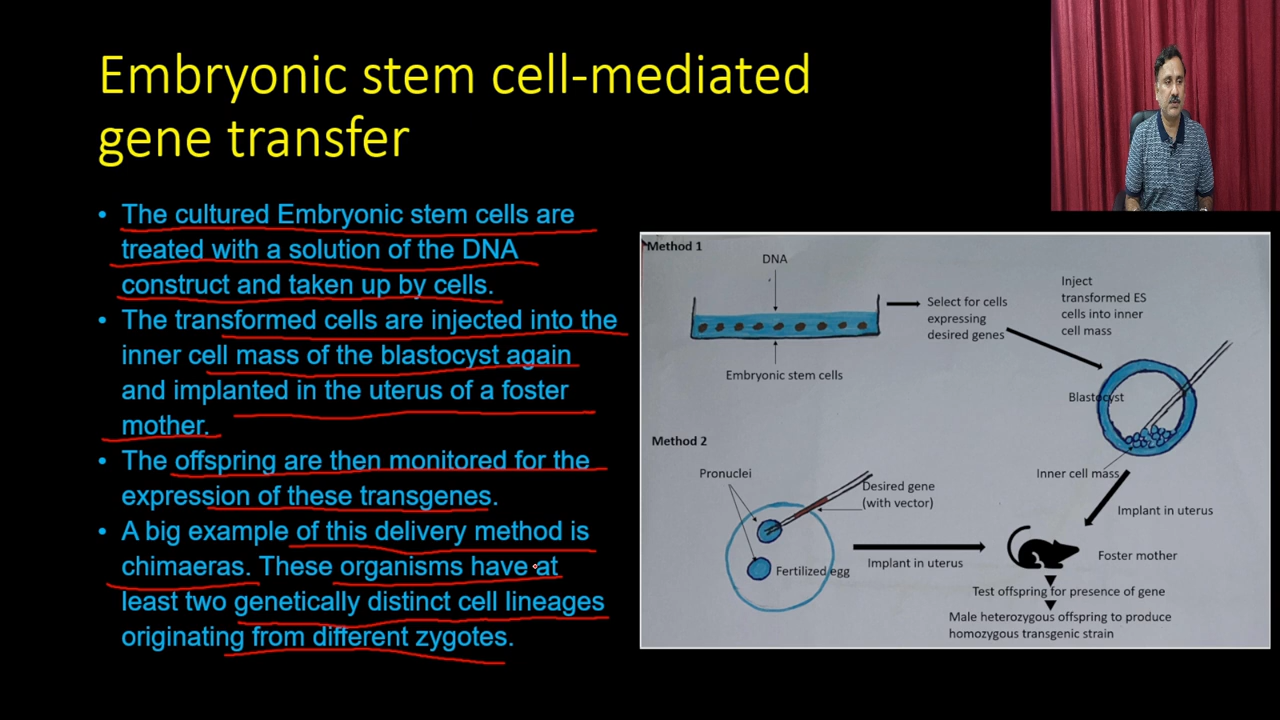 Embryonic stem cell-mediated
gene transfer
• The cultured Embryonic stem cells are
treated with a solution of the DNA
construct and taken up by cells.
• The transformed cells are injected into the
inner cell mass of the blastocyst again
and implanted in the uterus of a foster
mother.
• The offspring are then monitored for the
expression of these transgenes.
• A big example of this delivery method is
chimaeras. These organisms have at
least two genetically distinct cell lineages
originating from different zygotes.
Method 1
DNA
Embryonic stem cells
Select for cells
expressing
desired genes
Inject
transformed ES
cells into inner
cell mass
Blastocyst
Inner cell mass
Implant in uterus
Method 2
Pronuclei
Desired gene
(with vector)
Fertilized egg
Implant in uterus
Foster mother
Test offspring for presence of gene
Male heterozygous offspring to produce
homozygous transgenic strain